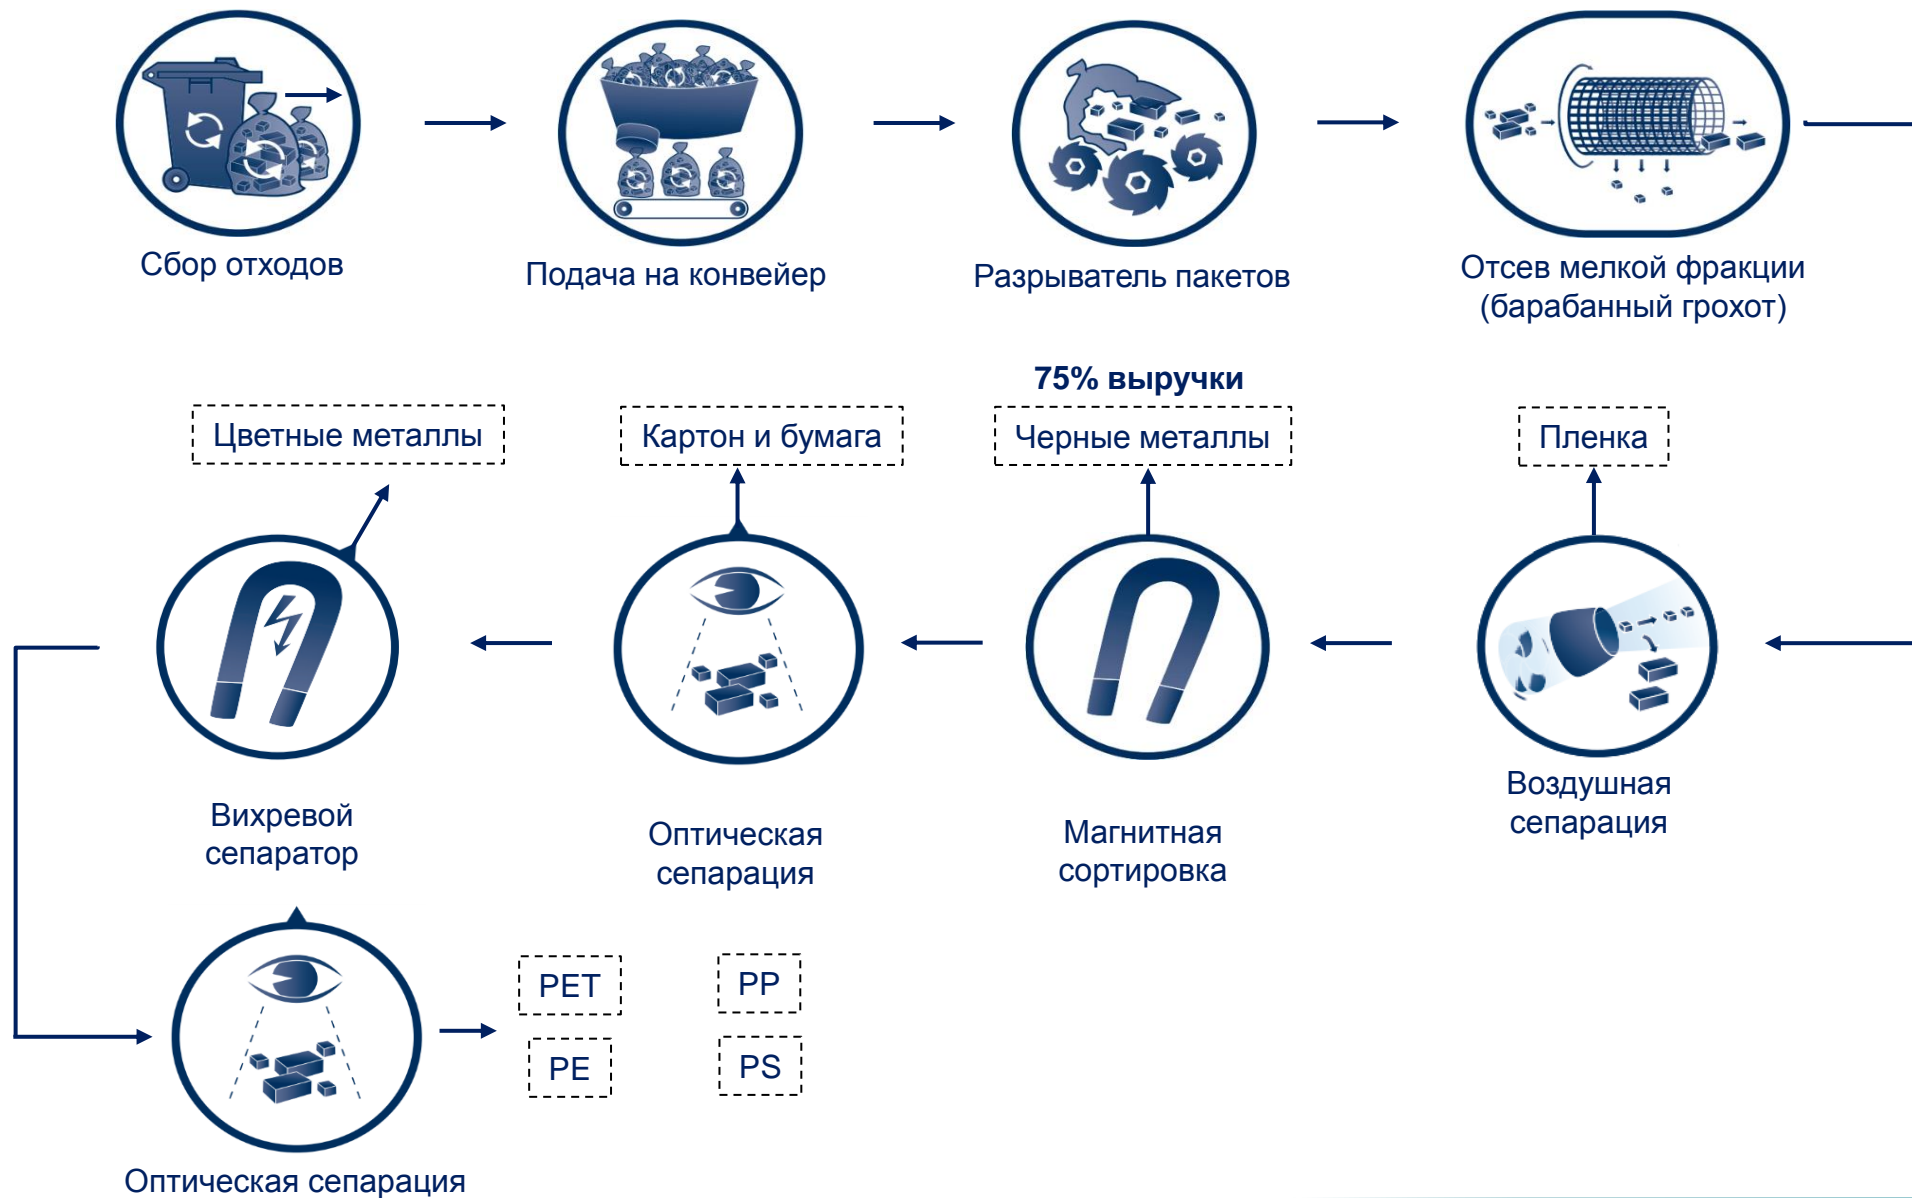 Сбор отходов
Подача на конвейер
Разрыватель пакетов
Отсев мелкой фракции
(барабанный грохот)
75% выручки
Цветные металлы
Картон и бумага
Черные металлы
Пленка
Вихревой
сепаратор
Оптическая
сепарация
Магнитная
сортировка
Воздушная
сепарация
PET
PP
PE
PS
Оптическая сепарация